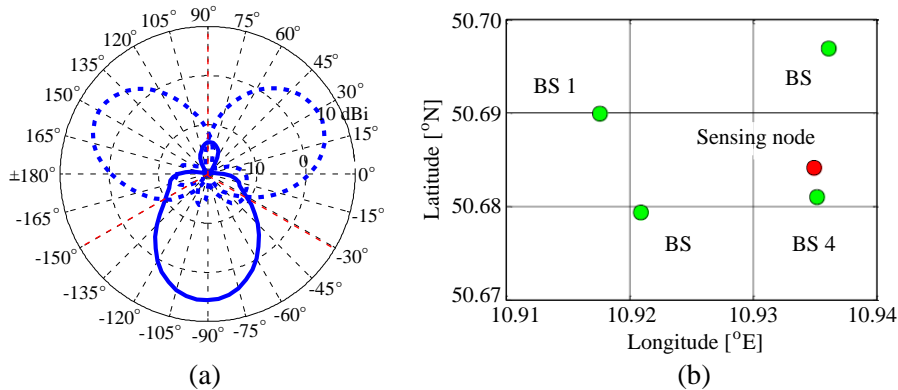 90°
105° 75°
120° 60°
135° 45°
150° 30°
10 dBi
165° 15°
10 0
±180° 0°
-165° -15°
-150° -30°
-135° -45°
-120° -60°
-105° -75°
-90°
(a)
50.70
BS
BS 1
50.69
Sensing node
50.68
BS
BS 4
50.67
10.91 10.92 10.93 10.94
Latitude [°N]
Longitude [°E]
(b)